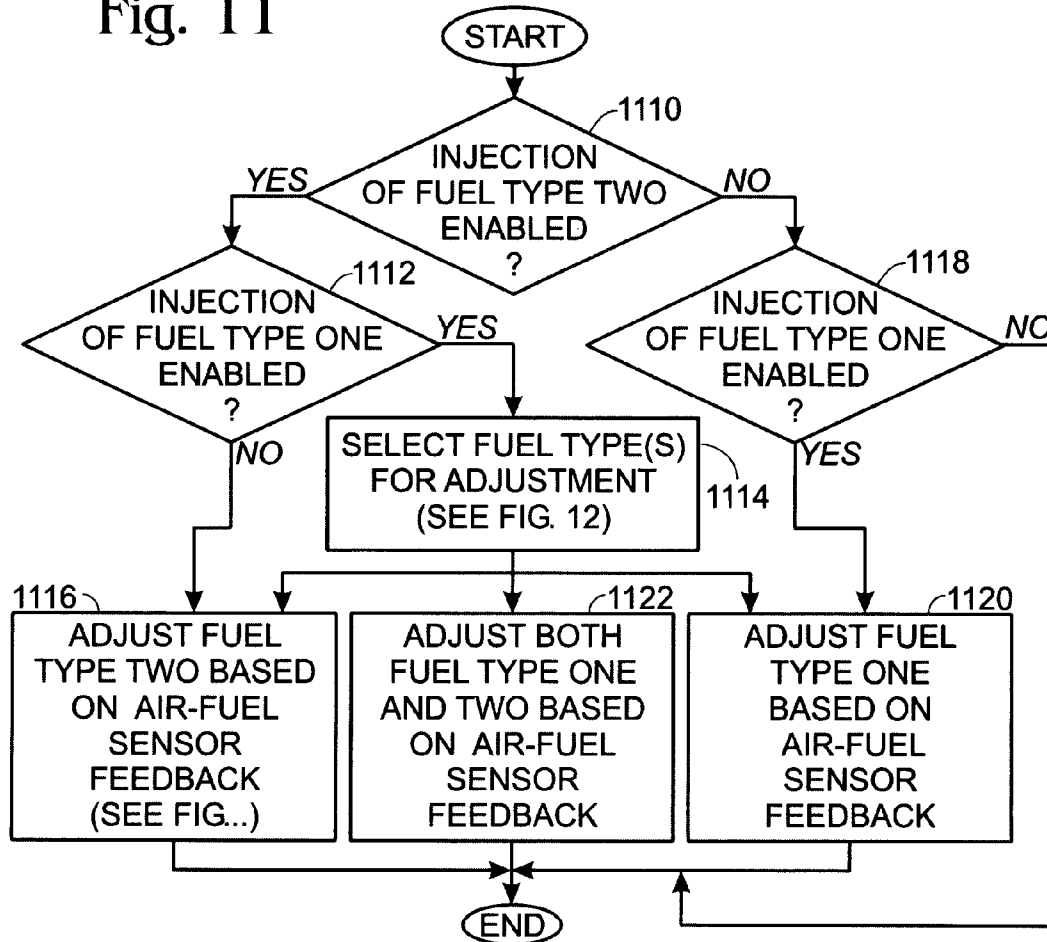 Fig. 11
START
1110
INJECTION
OF FUEL TYPE TWO
ENABLED
?
YES
NO
1112
INJECTION
OF FUEL TYPE ONE
ENABLED
?
YES
NO
1118
INJECTION
OF FUEL TYPE ONE
ENABLED
?
NO
YES
SELECT FUEL TYPE(S)
FOR ADJUSTMENT
(SEE FIG. 12)
1114
1116
ADJUST FUEL
TYPE TWO BASED
ON AIR-FUEL
SENSOR
FEEDBACK
(SEE FIG...)
1122
ADJUST BOTH
FUEL TYPE ONE
AND TWO BASED
ON AIR-FUEL
SENSOR
FEEDBACK
1120
ADJUST FUEL
TYPE ONE
BASED ON
AIR-FUEL
SENSOR
FEEDBACK
END